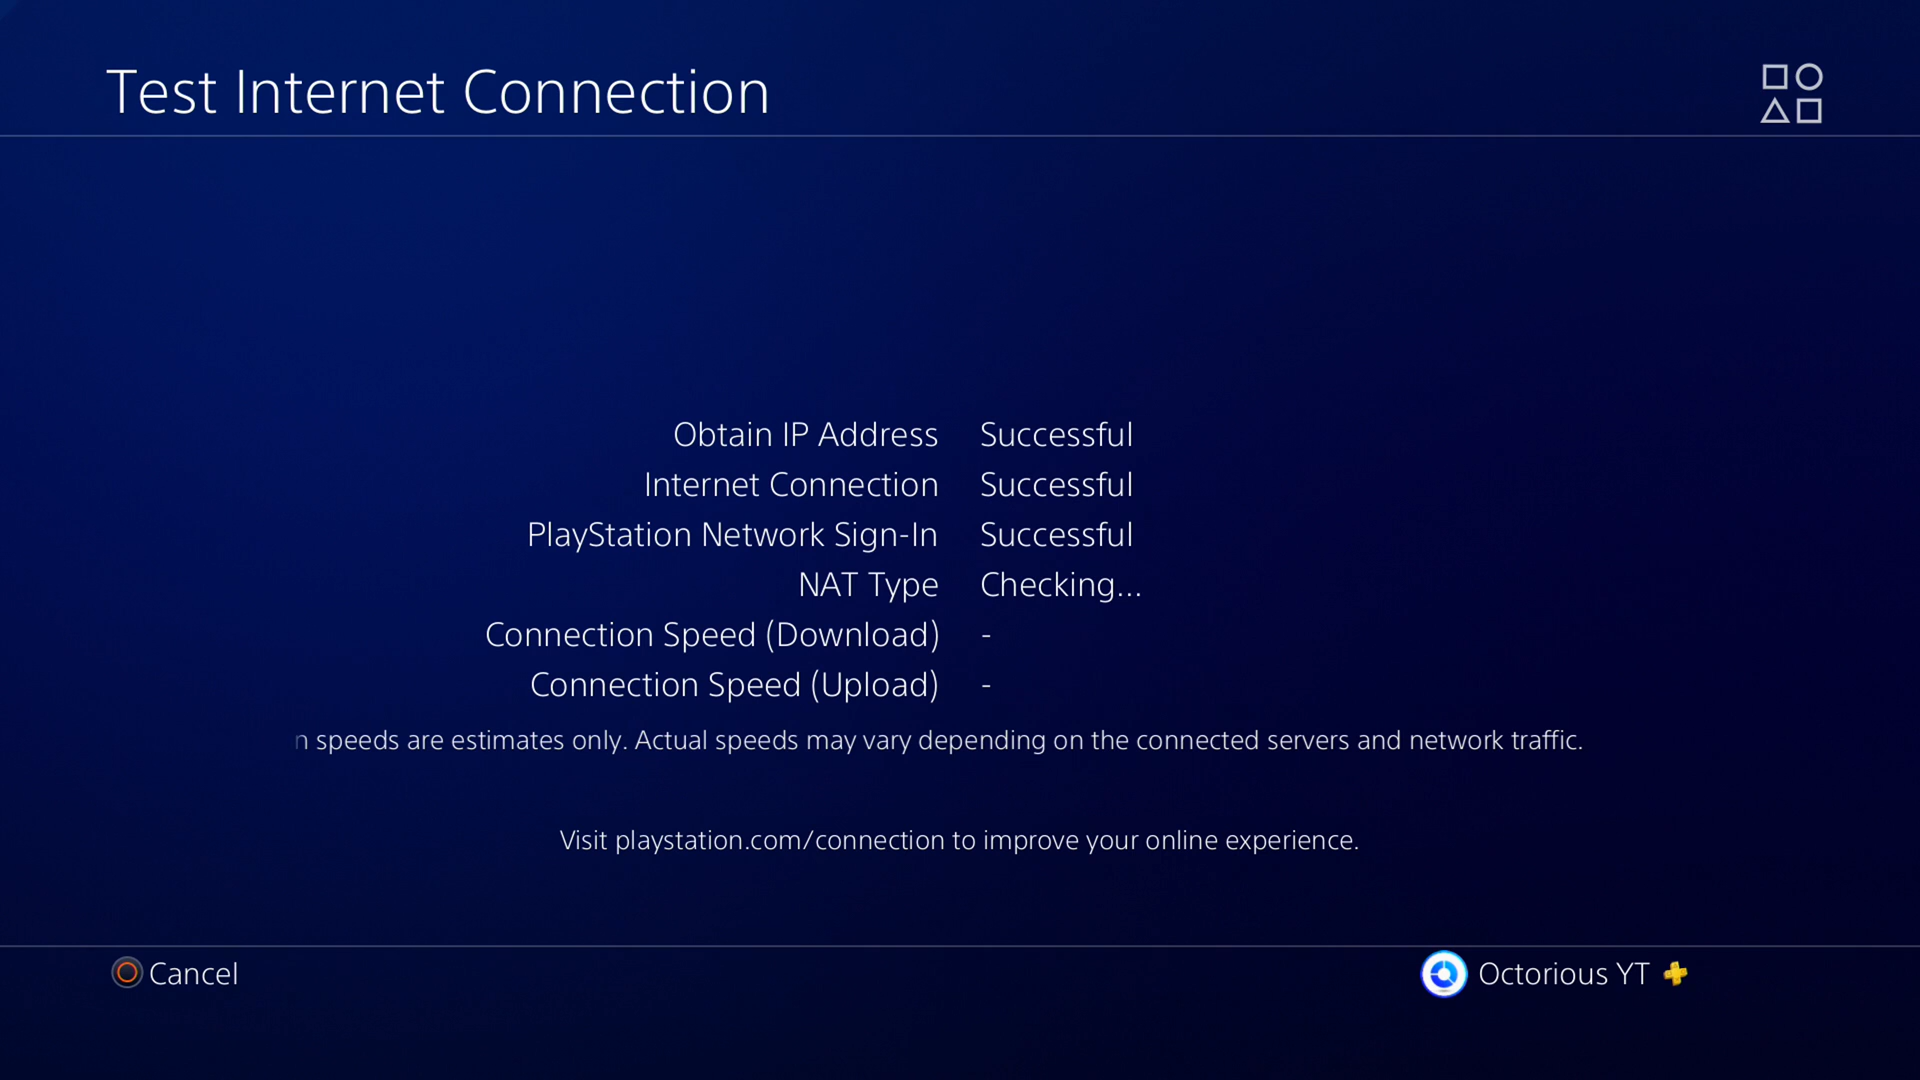 Test Internet Connection
Obtain IP Address Successful
Internet Connection Successful
PlayStation Network Sign-In Successful
NAT Type Checking...
Connection Speed (Download) -
Connection Speed (Upload) -
n speeds are estimates only. Actual speeds may vary depending on the connected servers and network traffic.
Visit playstation.com/connection to improve your online experience.
Cancel
Octorious YT